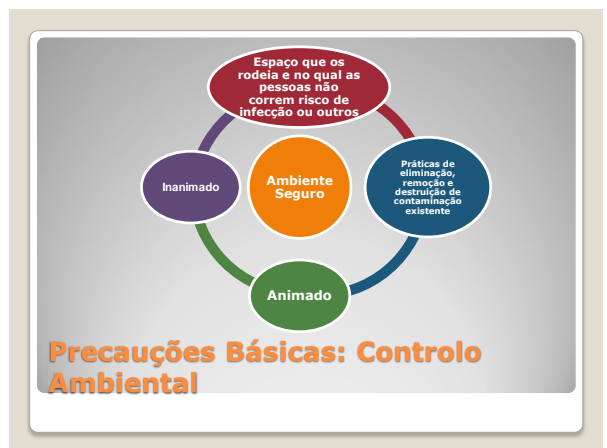 Espaço que os
rodeia e no qual as
pessoas não
correm risco de
infecção ou outros
Inanimado
Ambiente
Seguro
Práticas de
eliminação,
remoção e
destruição de
contaminação
existente
Animado
Precauções Básicas: Controlo
Ambiental